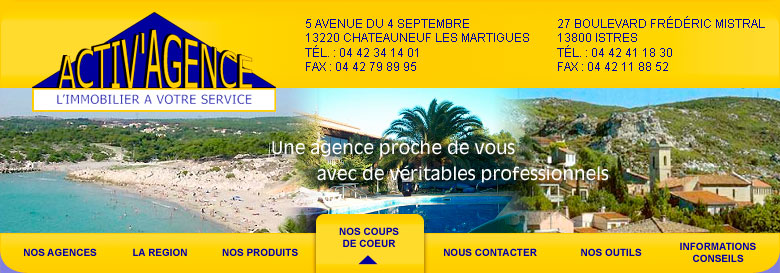 ACTIV'AGENCE
L'IMMOBILIER A VOTRE SERVICE
5 AVENUE DU 4 SEPTEMBRE
13220 CHATEAUNEUF LES MARTIGUES
TÉL. : 04 42 34 14 01
FAX : 04 42 79 89 95
27 BOULEVARD FRÉDÉRIC MISTRAL
13800 ISTRES
TÉL. : 04 42 41 18 30
FAX : 04 42 11 88 52
Une agence proche de vous
avec de véritables professionnels
NOS AGENCES
LA REGION
NOS PRODUITS
NOS COUPS
DE COEUR
NOUS CONTACTER
NOS OUTILS
INFORMATIONS
CONSEILS